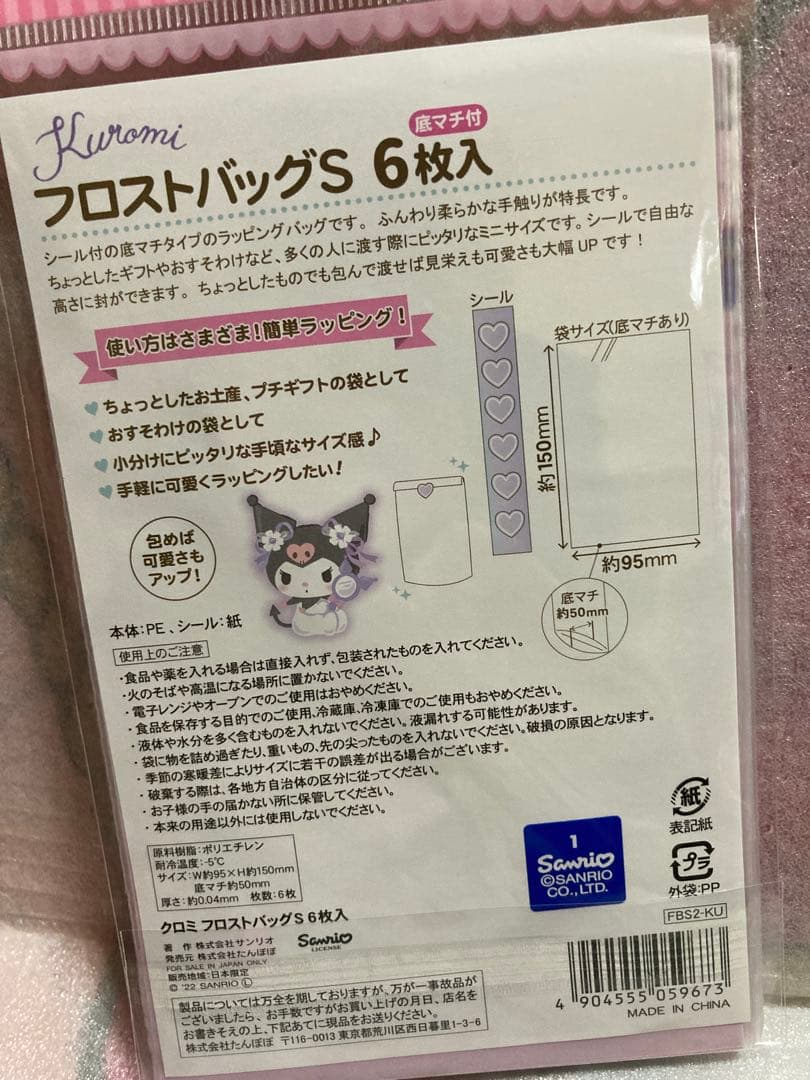 Kuromi
底マチ付
フロストバッグS 6枚入
シール付の底マチタイプのラッピングバッグです。 ふんわり柔らかな手触りが特長です。
ちょっとしたギフトやおすそわけなど、多くの人に渡す際にピッタリなミニサイズです。シールで自由な
高さに封ができます。ちょっとしたものでも包んで渡せば見栄えも可愛さも大幅UPです！
使い方はさまざま！簡単ラッピング！
ちょっとしたお土産、プチギフトの袋として
おすそわけの袋として
小分けにピッタリな手頃なサイズ感♪
手軽に可愛くラッピングしたい！
シール
袋サイズ(底マチあり)
約150mm
約95mm
底マチ
約50mm
包めば
可愛さも
アップ！
本体：PE、シール：紙
使用上のご注意
・食品や薬を入れる場合は直接入れず、包装されたものを入れてください。
・火のそばや高温になる場所に置かないでください。
・電子レンジやオーブンでのご使用はおやめください。
・食品を保存する目的でのご使用、冷蔵庫、冷凍庫でのご使用もおやめください。
・液体や水分を多く含むものを入れないでください。液漏れする可能性があります。
・袋に物を詰め過ぎたり、重いもの、先の尖ったものを入れないでください。破損の原因となります。
・季節の寒暖差によりサイズに若干の誤差が出る場合がございます。
・破棄する際は、各地方自治体の区分に従ってください。
・お子様の手の届かない所に保管してください。
・本来の用途以外には使用しないでください。
原料樹脂：ポリエチレン
耐冷温度：-5℃
サイズ：W約95×H約150mm
底マチ約50mm
厚さ：約0.04mm 枚数：6枚
クロミ フロストバッグS 6枚入
著 作 株式会社サンリオ
発売元 株式会社たんぽぽ
FOR SALE IN JAPAN ONLY
販売地域：日本限定
© '22 SANRIO Ⓛ
Sanrio
LICENSE
1
Sanrio
©SANRIO
CO., LTD.
紙
表記紙
プラ
外袋：PP
FBS2-KU
4 904555 059673
MADE IN CHINA
製品については万全を期しておりますが、万が一事故品が
ございましたら、お手数ですがお買い上げの月日、店名を
お書きそえの上、下記あてに現品をお送りください。
株式会社たんぽぽ 〒116-0013 東京都荒川区西日暮里1-3-6